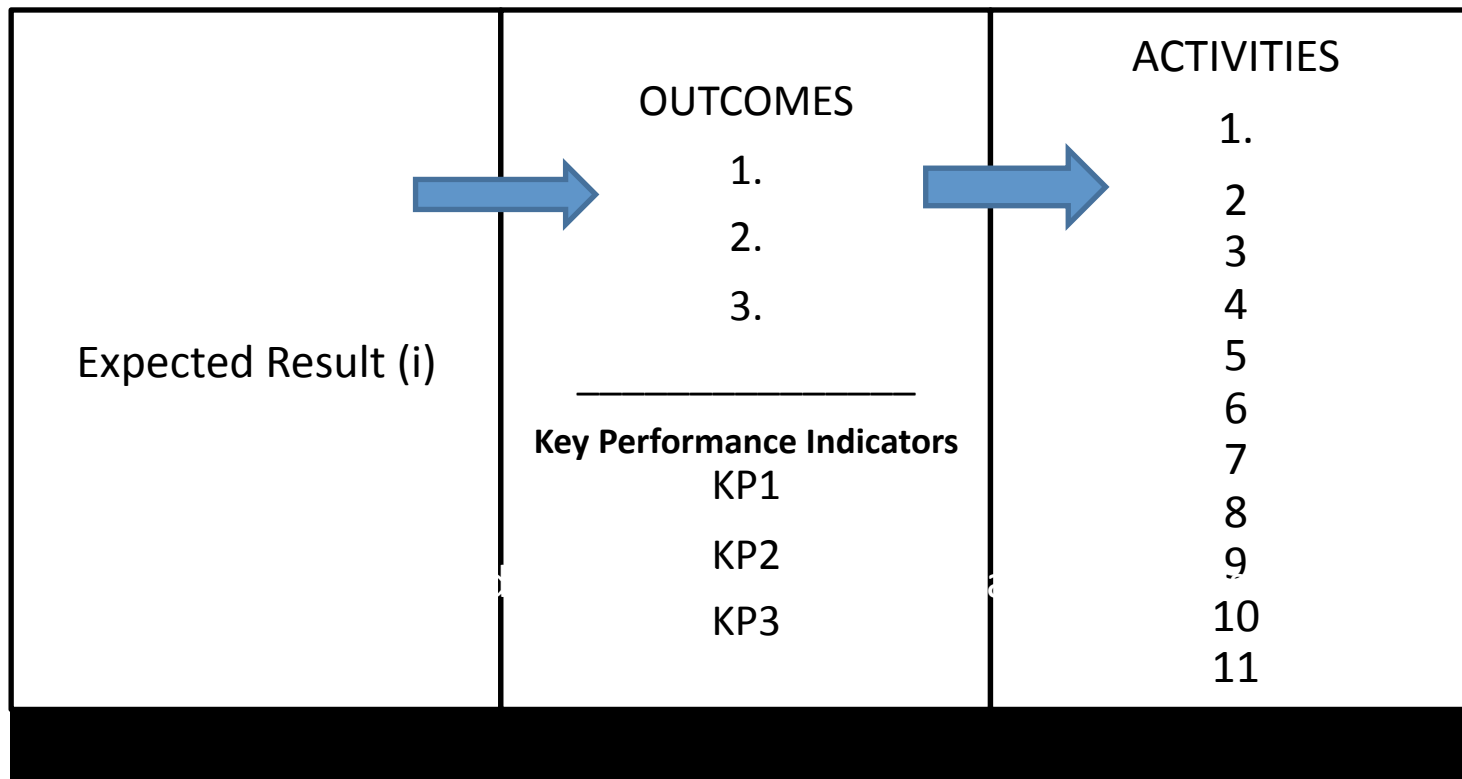 Expected Result (i)
OUTCOMES
1.
2.
3.
_______________
Key Performance Indicators
KP1
KP2
KP3
ACTIVITIES
1.
2
3
4
5
6
7
8
9
10
11